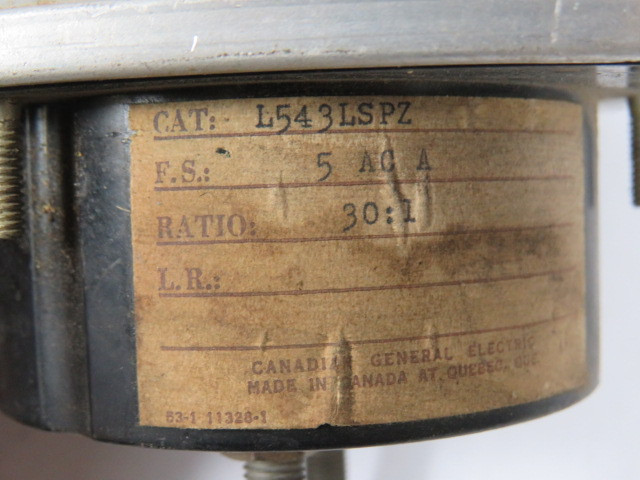 CAT: L543LSPZ
F.S.: 5 AC A
RATIO: 30:1
L.R.:
CANADIAN GENERAL ELECTRIC
MADE IN CANADA AT QUEBEC, QUE.
83-1 11328-1